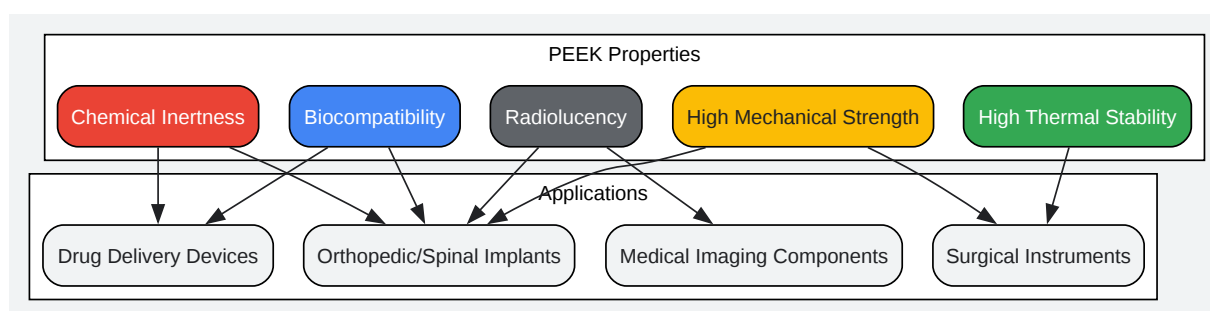 PEEK Properties
Chemical Inertness
Biocompatibility
Radiolucency
High Mechanical Strength
High Thermal Stability
Applications
Drug Delivery Devices
Orthopedic/Spinal Implants
Medical Imaging Components
Surgical Instruments